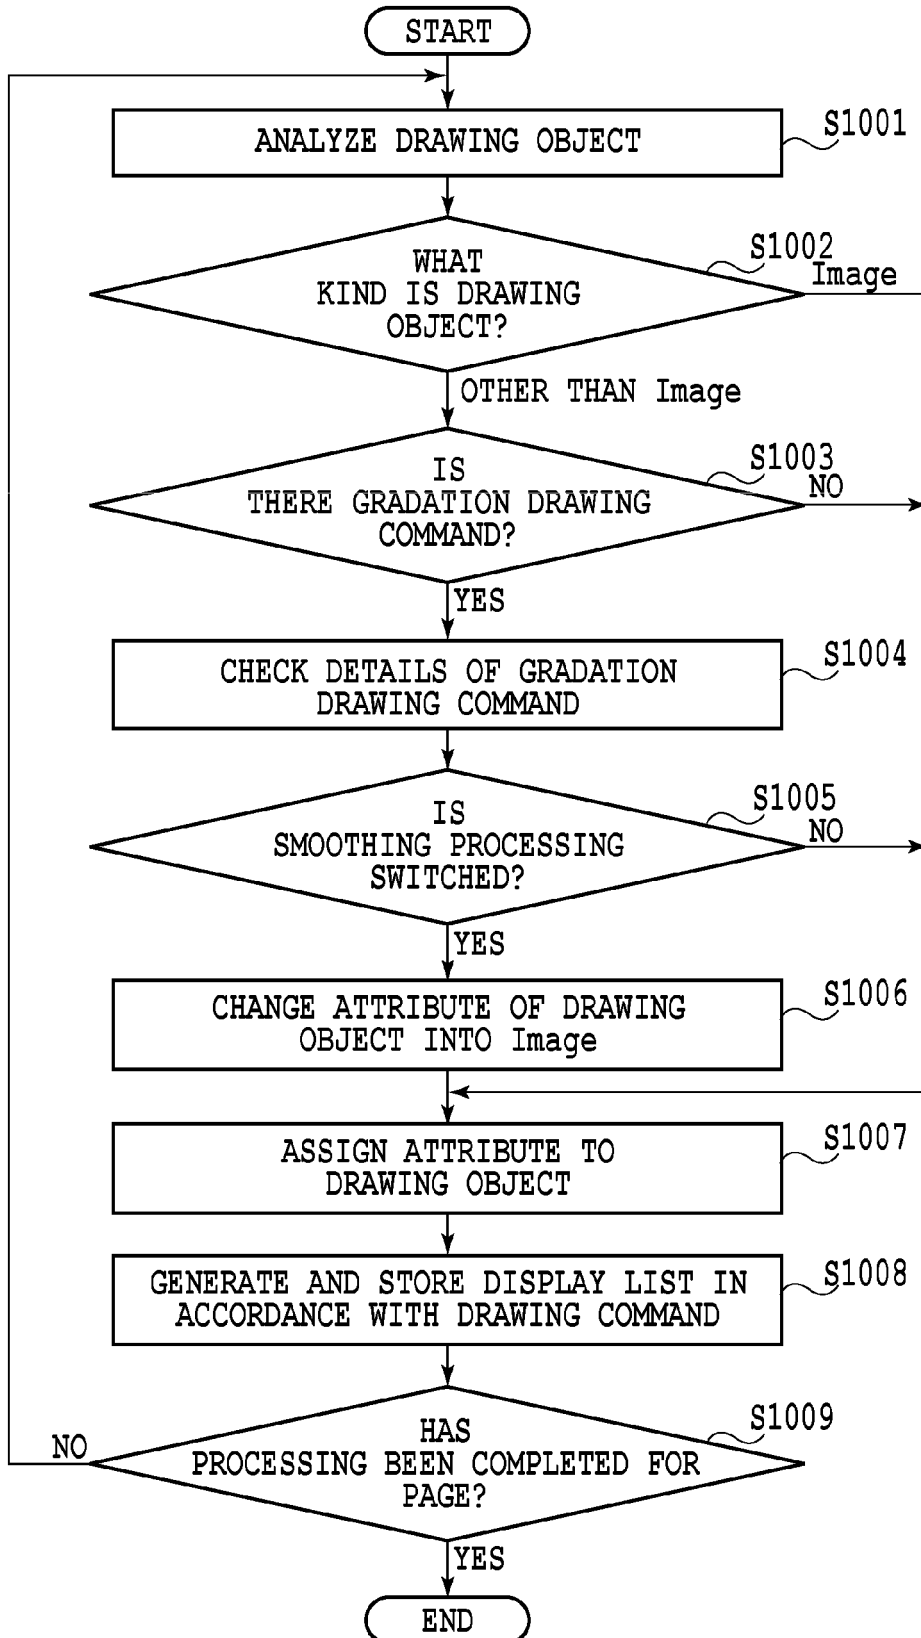 START
ANALYZE DRAWING OBJECT
S1001
WHAT
KIND IS DRAWING
OBJECT?
S1002
Image
OTHER THAN Image
IS
THERE GRADATION DRAWING
COMMAND?
S1003
NO
YES
CHECK DETAILS OF GRADATION
DRAWING COMMAND
S1004
IS
SMOOTHING PROCESSING
SWITCHED?
S1005
NO
YES
CHANGE ATTRIBUTE OF DRAWING
OBJECT INTO Image
S1006
ASSIGN ATTRIBUTE TO
DRAWING OBJECT
S1007
GENERATE AND STORE DISPLAY LIST IN
ACCORDANCE WITH DRAWING COMMAND
S1008
HAS
PROCESSING BEEN COMPLETED FOR
PAGE?
S1009
NO
YES
END